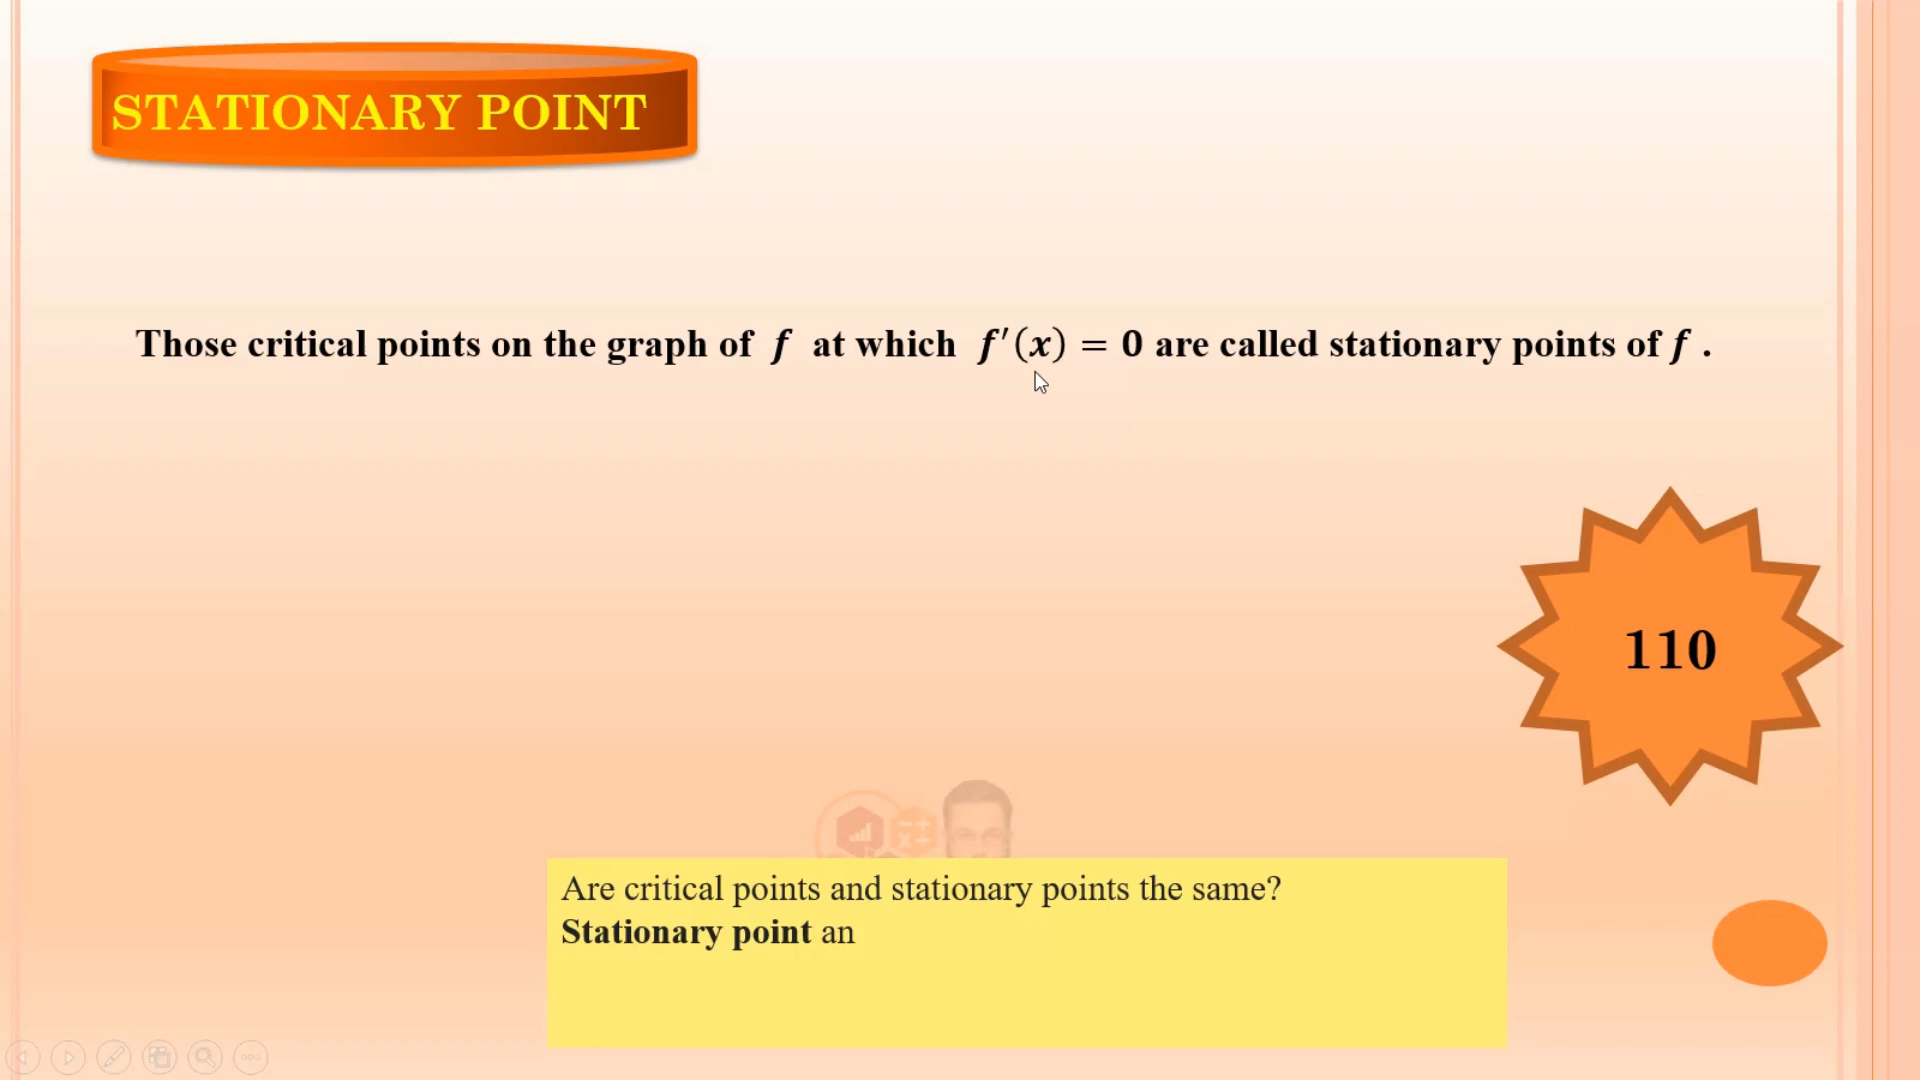 STATIONARY POINT
Those critical points on the graph of f at which f′(x) = 0 are called stationary points of f .
110
Are critical points and stationary points the same?
Stationary point an